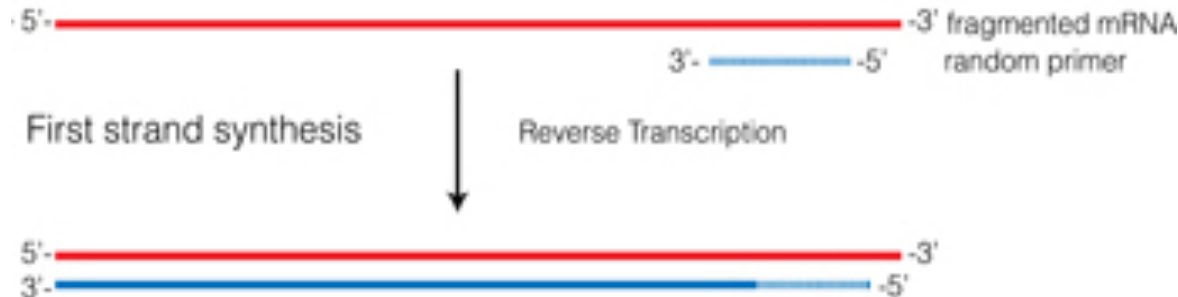 5'- -3' fragmented mRNA
3'- -5' random primer
First strand synthesis Reverse Transcription
5'- -3'
3'- -5'